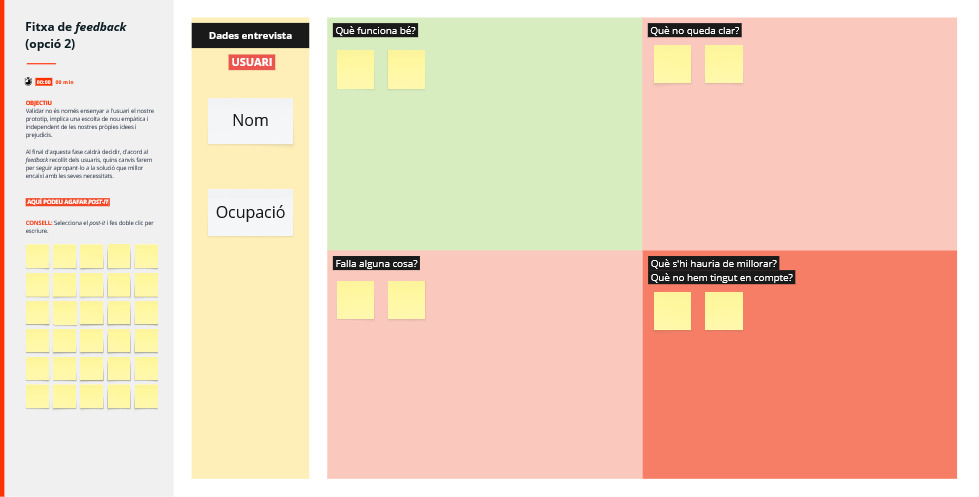 Fitxa de feedback
(opció 2)
00:00 00 min
OBJECTIU
Validar no és només ensenyar a l'usuari el nostre
prototip, implica una escolta de nou empàtica i
independent de les nostres pròpies idees i
prejudicis.
Al final d'aquesta fase caldrà decidir, d'acord al
feedback recollit dels usuaris, quins canvis farem
per seguir apropant-lo a la solució que millor
encaixi amb les seves necessitats.
AQUÍ PODEU AGAFAR POST-IT
CONSELL: Selecciona el post-it i fes doble clic per
escriure.
Dades entrevista
USUARI
Nom
Ocupació
Què funciona bé?
Què no queda clar?
Falla alguna cosa?
Què s'hi hauria de millorar?
Què no hem tingut en compte?